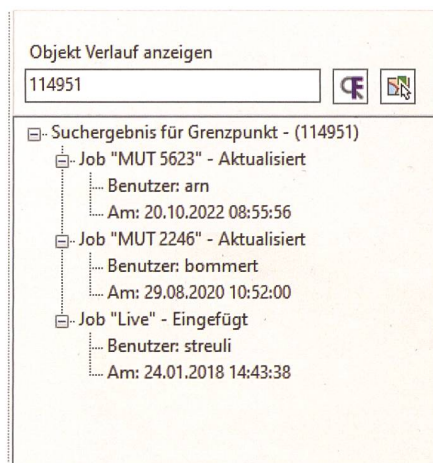 Objekt Verlauf anzeigen
114951
Suchergebnis für Grenzpunkt - (114951)
Job "MUT 5623" - Aktualisiert
Benutzer: arn
Am: 20.10.2022 08:55:56
Job "MUT 2246" - Aktualisiert
Benutzer: bommert
Am: 29.08.2020 10:52:00
Job "Live" - Eingefügt
Benutzer: streuli
Am: 24.01.2018 14:43:38